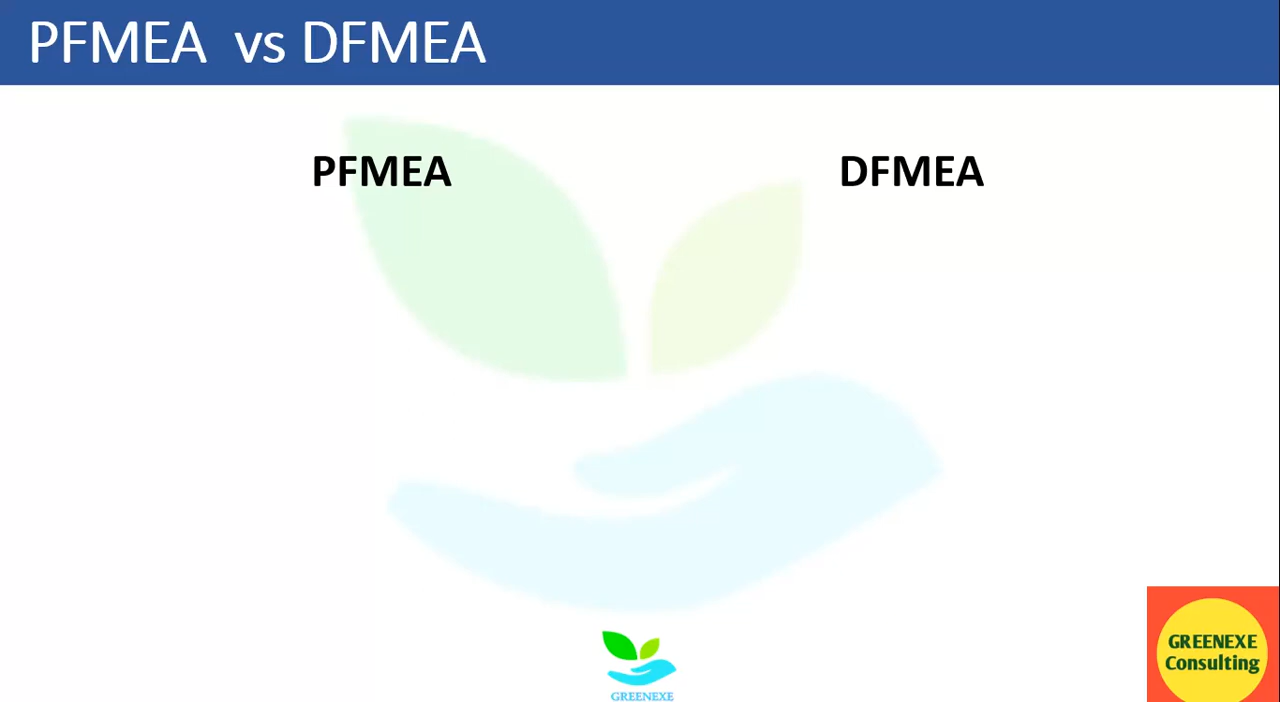 PFMEA vs DFMEA
PFMEA
DFMEA
GREENEXE
GREENEXE
Consulting